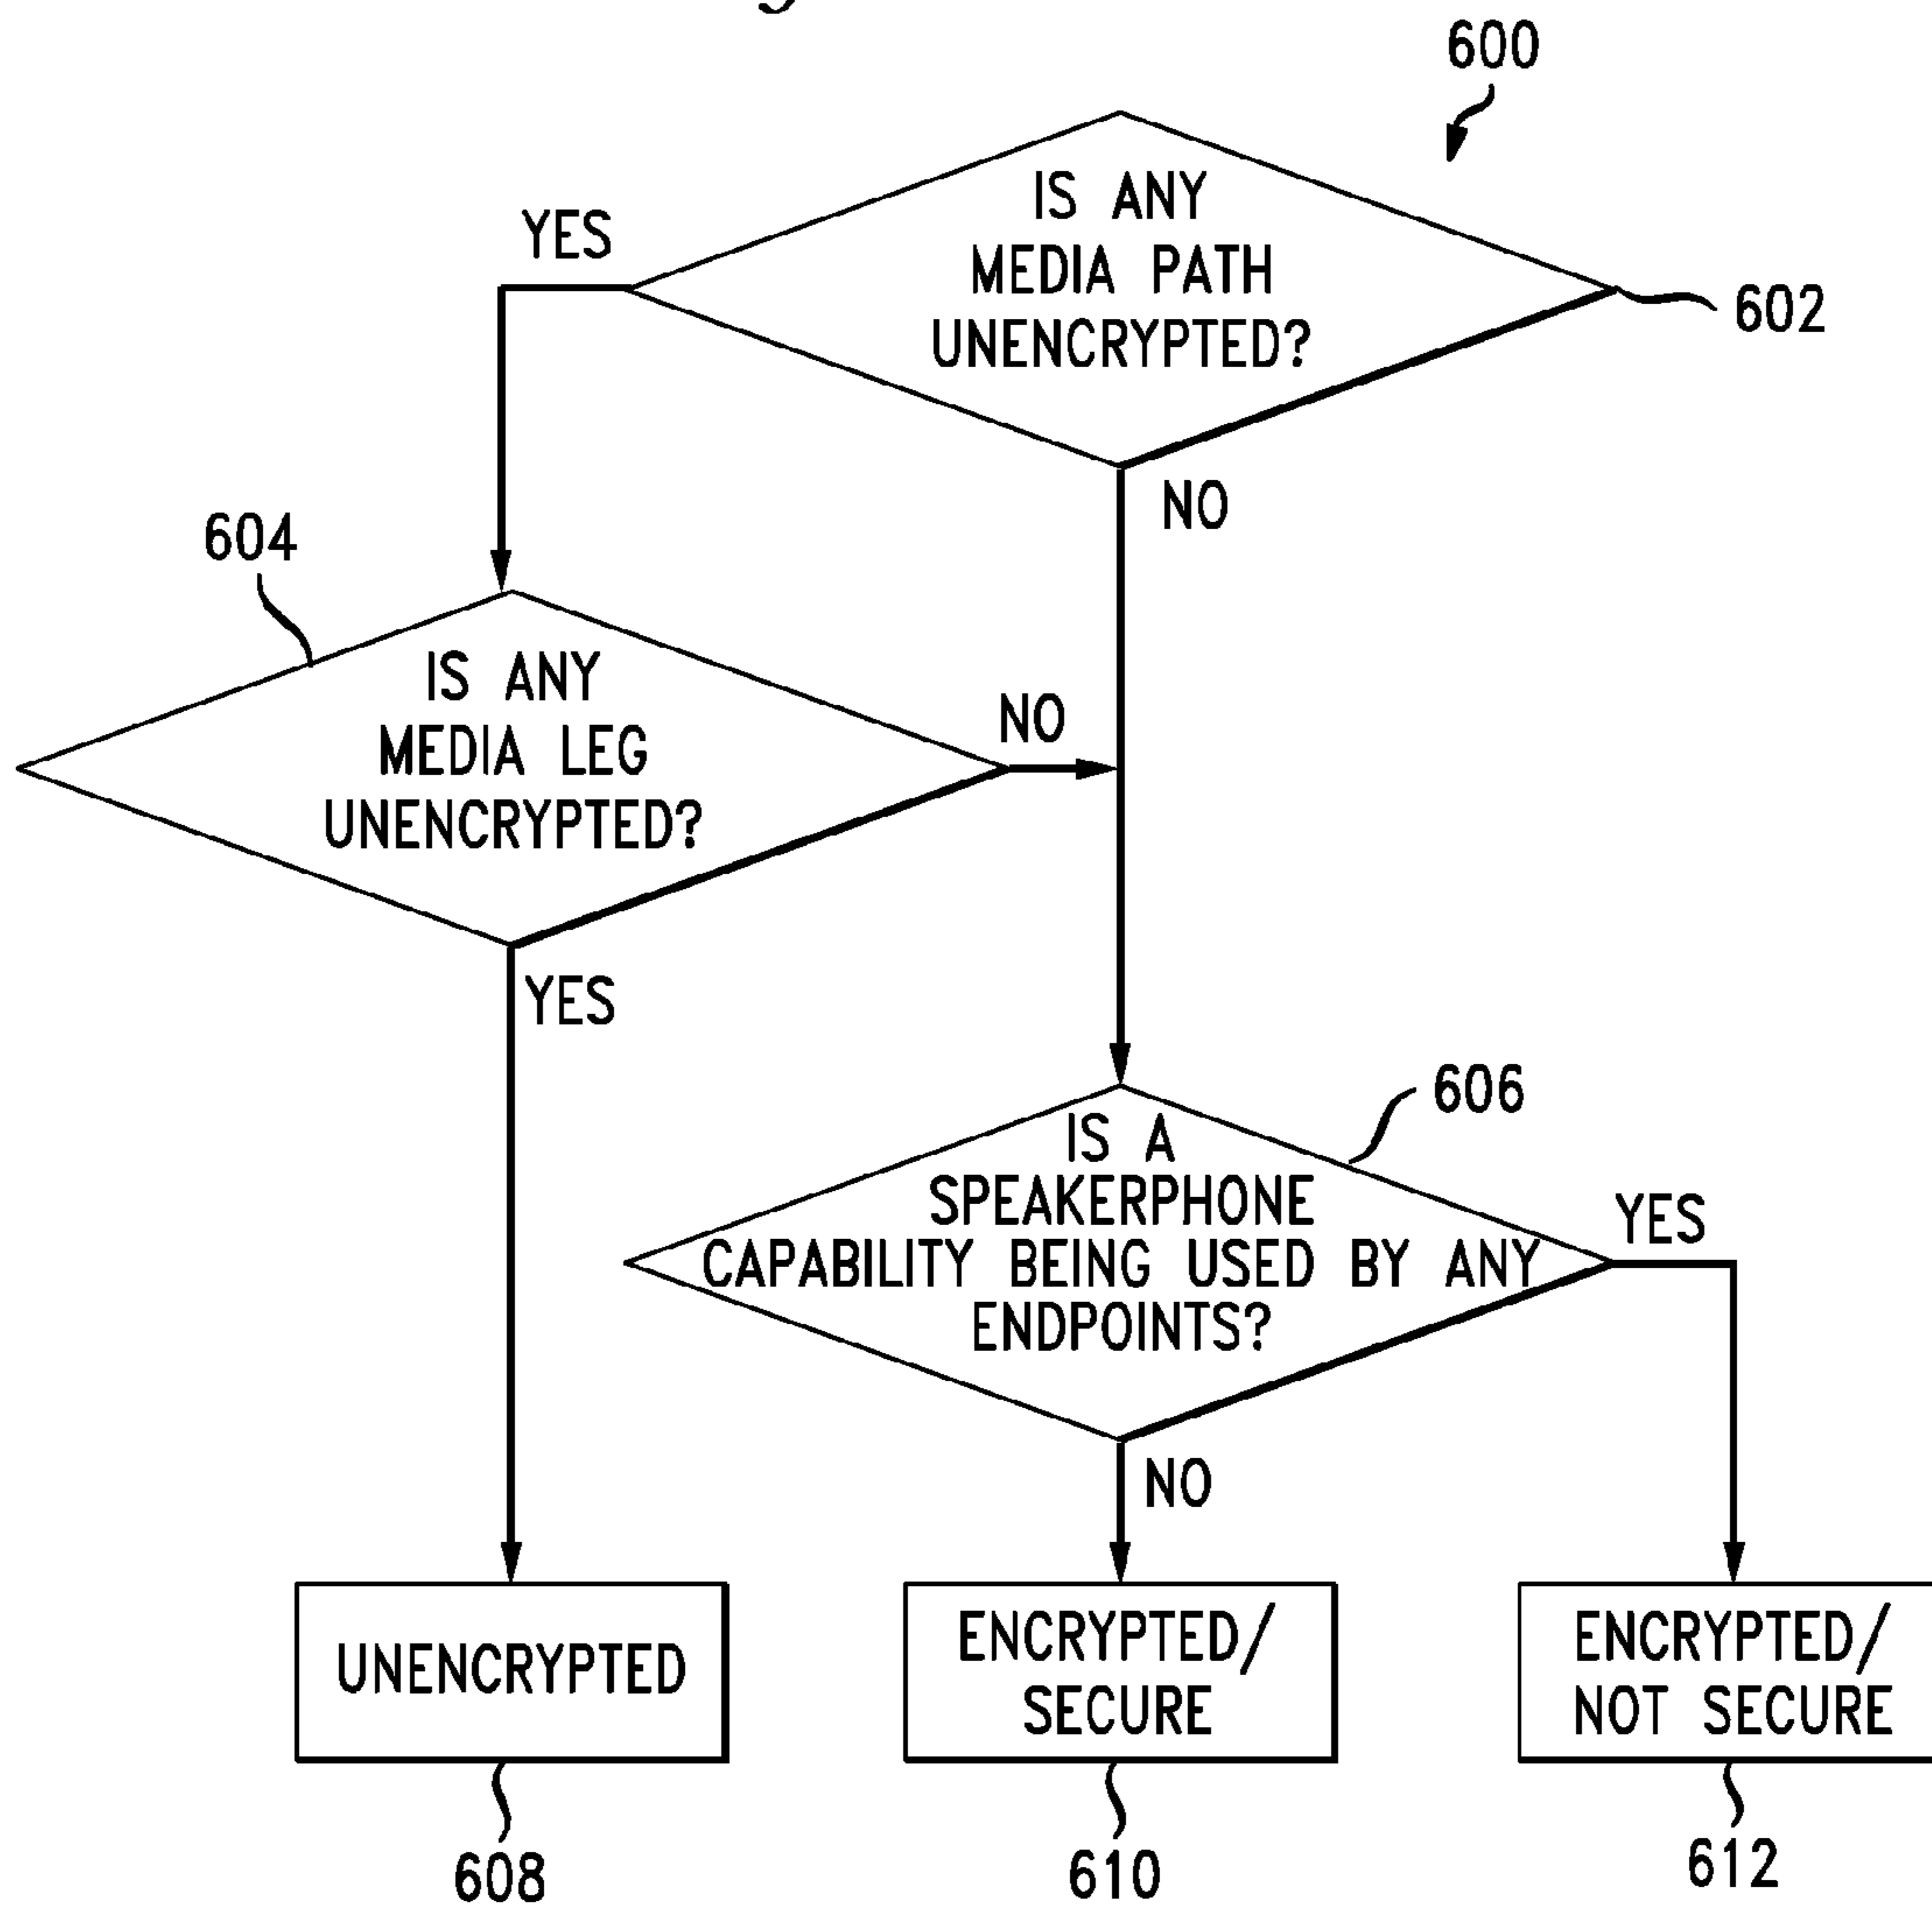 600
IS ANY
MEDIA PATH
UNENCRYPTED?
YES
602
NO
604
IS ANY
MEDIA LEG
UNENCRYPTED?
NO
YES
606
IS A
SPEAKERPHONE
CAPABILITY BEING USED BY ANY
ENDPOINTS?
YES
NO
UNENCRYPTED
ENCRYPTED/
SECURE
ENCRYPTED/
NOT SECURE
608
610
612